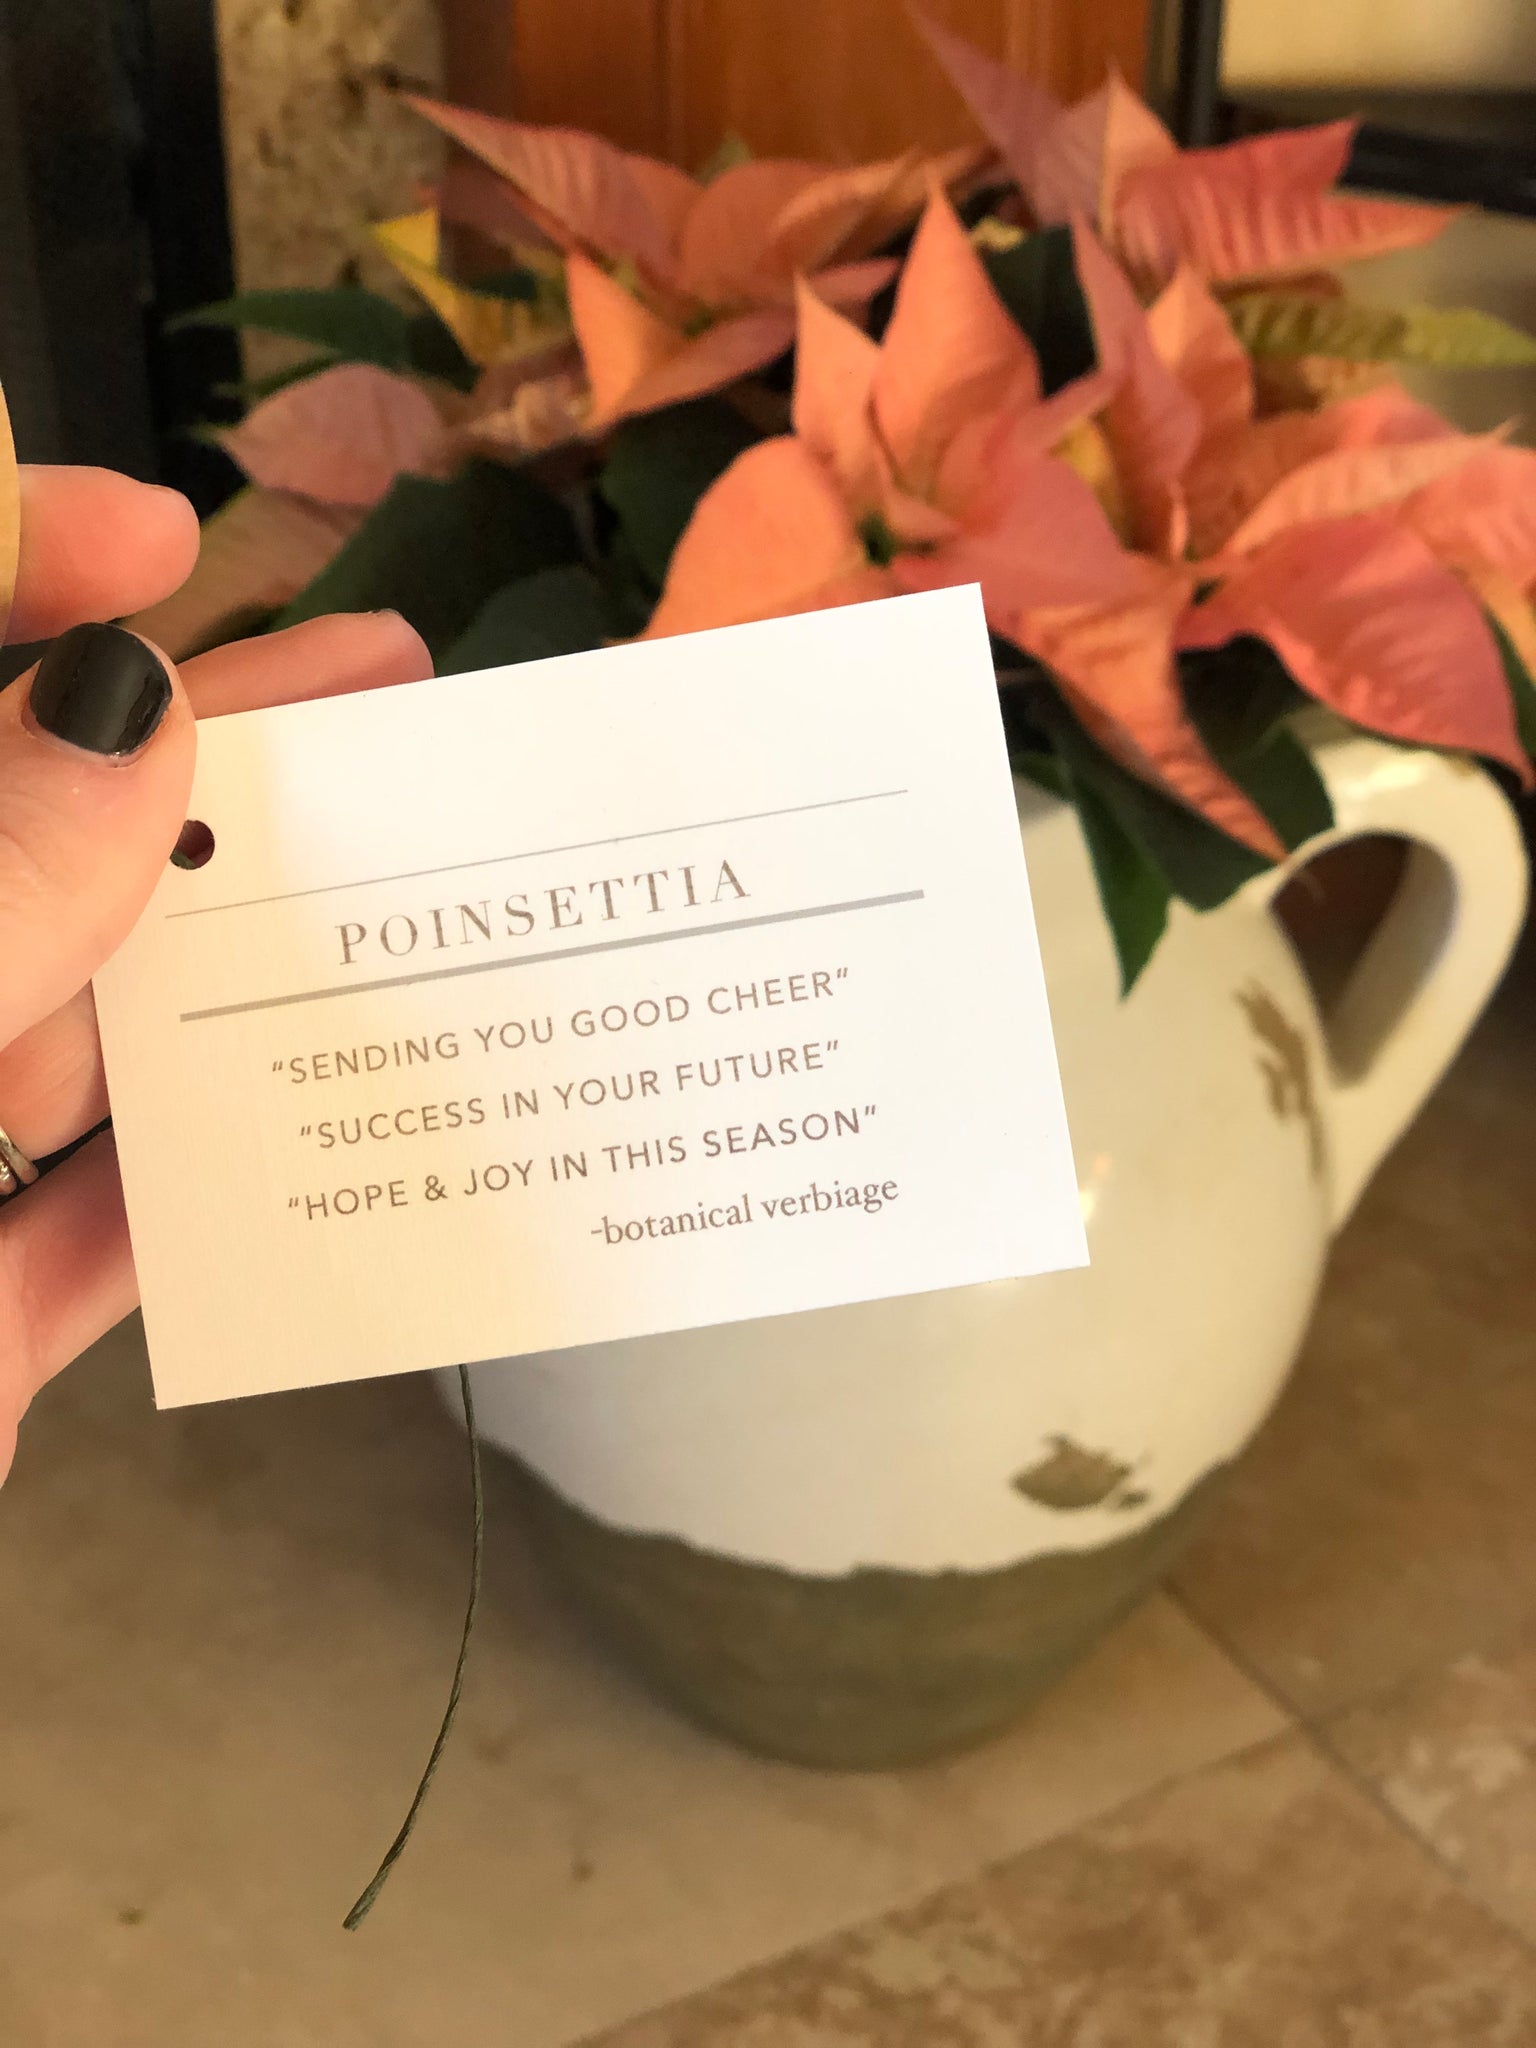 POINSETTIA
"SENDING YOU GOOD CHEER"
"SUCCESS IN YOUR FUTURE"
"HOPE & JOY IN THIS SEASON"
-botanical verbiage